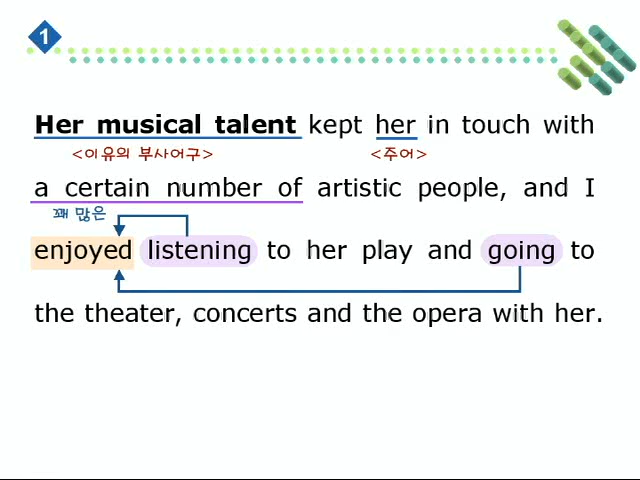 1
Her musical talent kept her in touch with
<이유의 부사어구> <주어>
a certain number of artistic people, and I
꽤 많은
enjoyed listening to her play and going to
the theater, concerts and the opera with her.